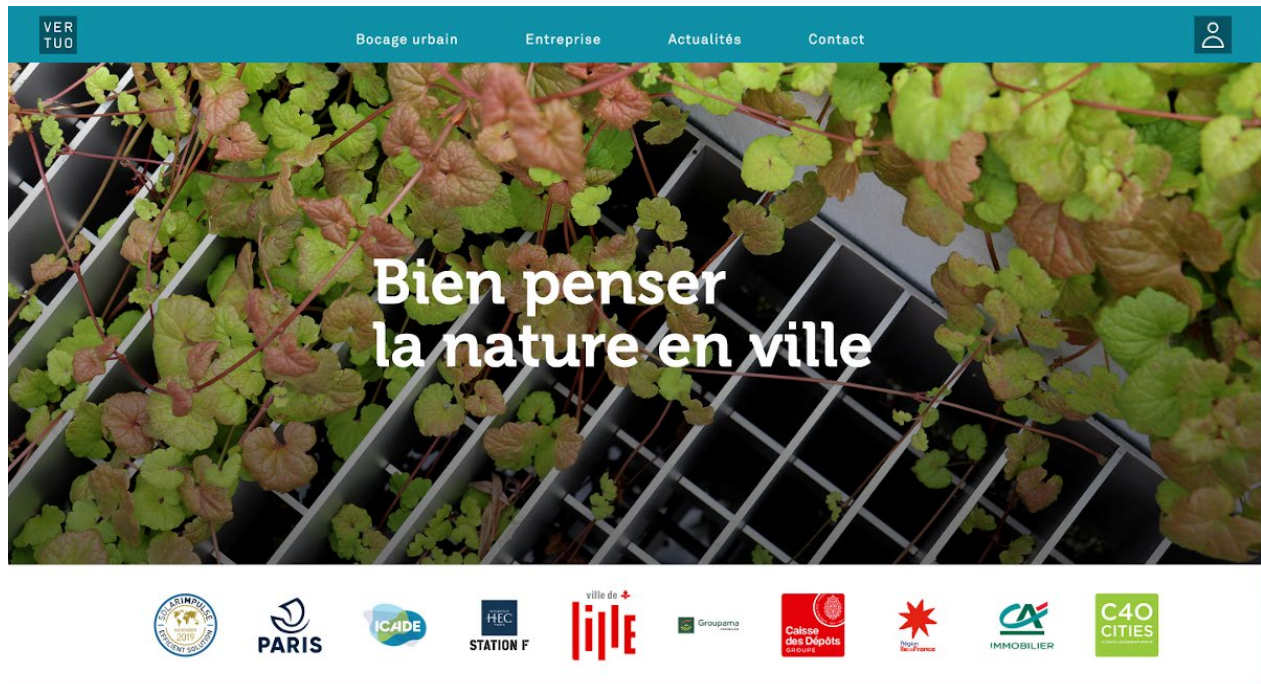 VER
TUO
Bocage urbain
Entreprise
Actualités
Contact
Bien penser
la nature en ville
SOLARIMPULSE
2019
EFFICIENT SOLUTION
PARIS
ICADE
HEC
STATION F
ville de
lille
Groupama
Caisse
des Dépôts
GROUPE
Région
îledeFrance
CA
IMMOBILIER
C40
CITIES